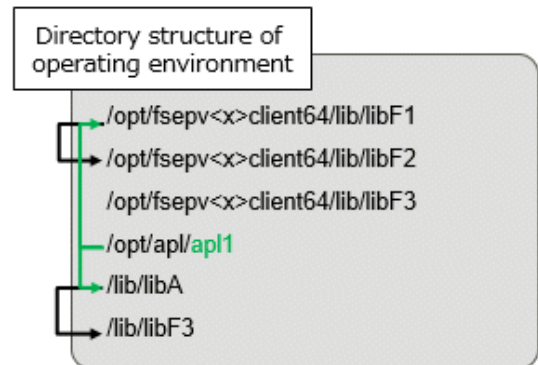 Directory structure of
operating environment
/opt/fsepv<x>client64/lib/libF1
/opt/fsepv<x>client64/lib/libF2
/opt/fsepv<x>client64/lib/libF3
/opt/apl/apl1
/lib/libA
/lib/libF3